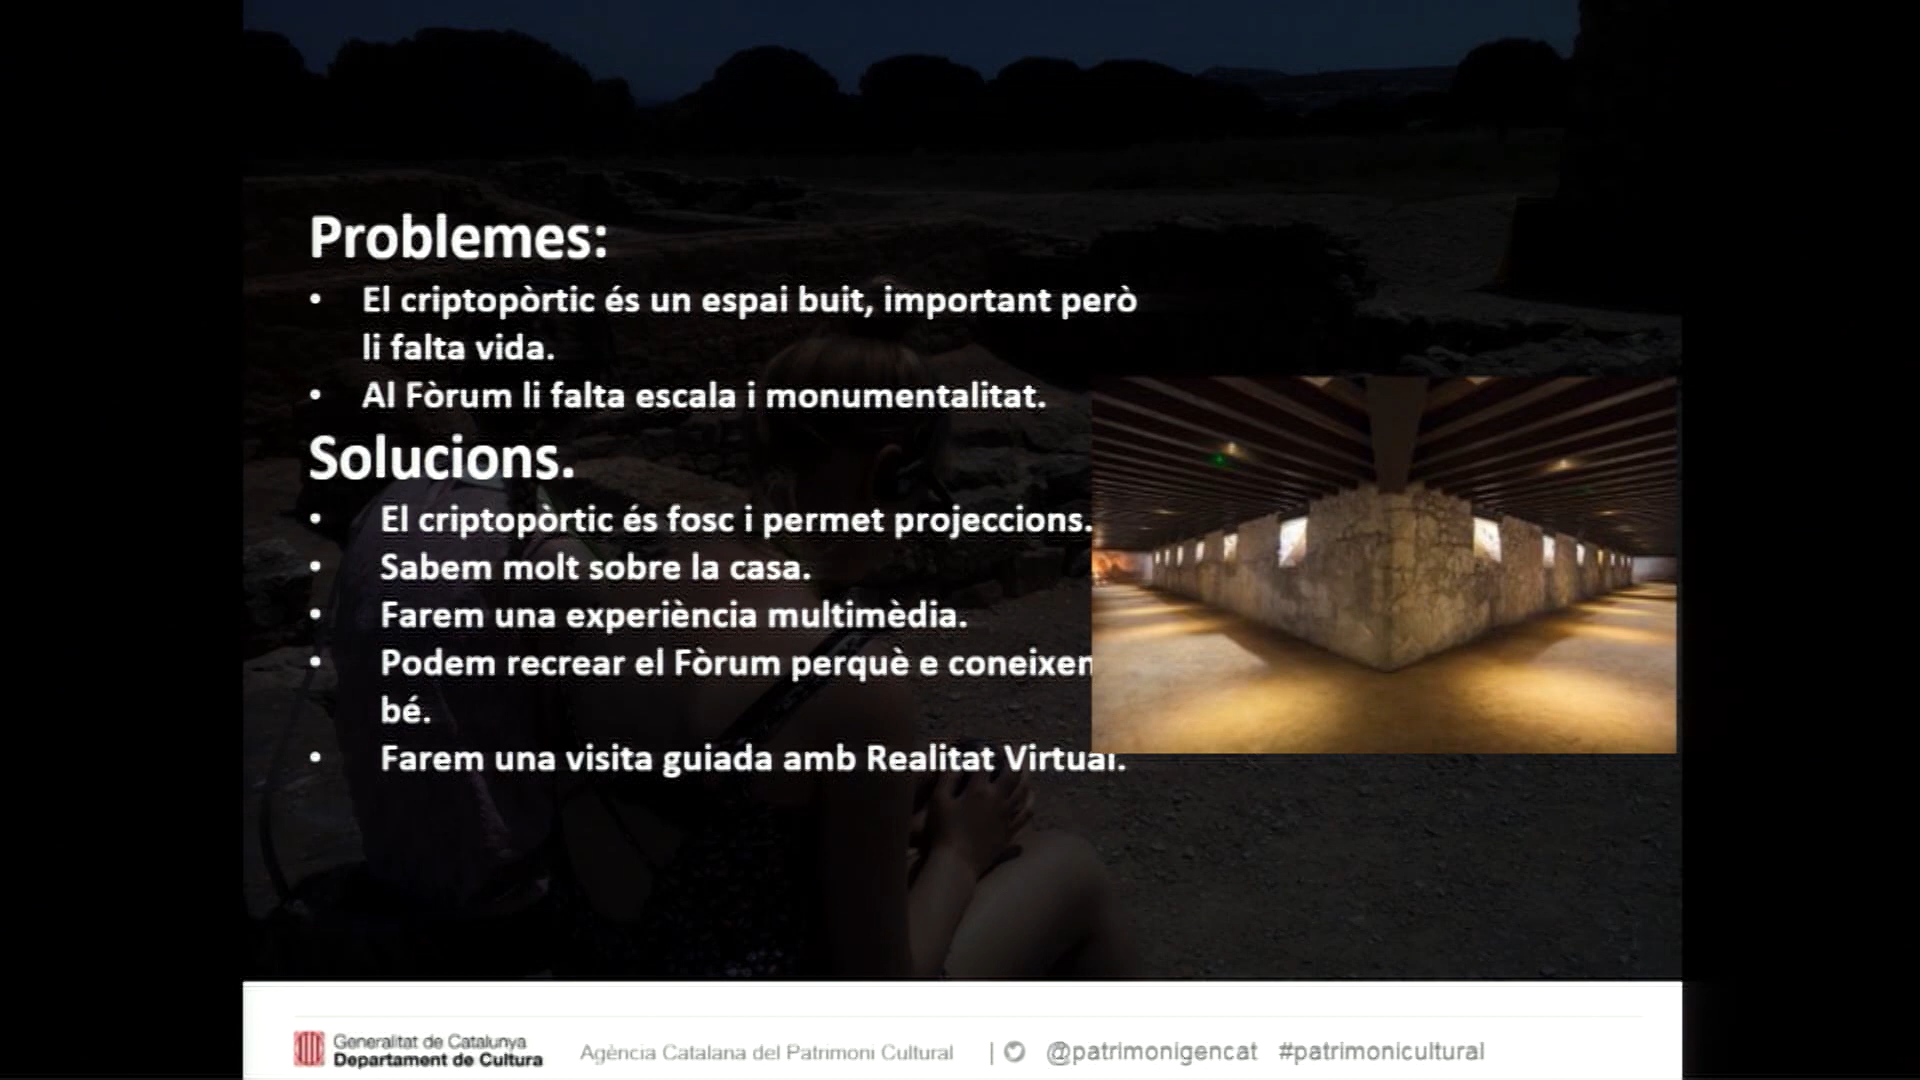 Problemes:
• El criptopòrtic és un espai buit, important però
li falta vida.
• Al Fòrum li falta escala i monumentalitat.
Solucions.
• El criptopòrtic és fosc i permet projeccions.
• Sabem molt sobre la casa.
• Farem una experiència multimèdia.
• Podem recrear el Fòrum perquè e coneixen
bé.
• Farem una visita guiada amb Realitat Virtual.
Generalitat de Catalunya
Departament de Cultura
Agència Catalana del Patrimoni Cultural | @patrimonigencat #patrimonicultural